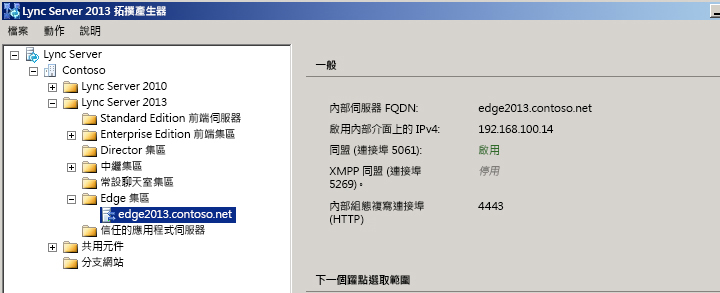 Lync Server 2013 拓撲產生器
檔案 動作 說明
Lync Server
Contoso
Lync Server 2010
Lync Server 2013
Standard Edition 前端伺服器
Enterprise Edition 前端集區
Director 集區
中繼集區
常設聊天室集區
Edge 集區
edge2013.contoso.net
信任的應用程式伺服器
共用元件
分支網站
一般
內部伺服器 FQDN: edge2013.contoso.net
啟用內部介面上的 IPv4: 192.168.100.14
同盟 (連接埠 5061): 啟用
XMPP 同盟 (連接埠 停用
5269)。
內部組態複寫連接埠 4443
(HTTP)
下一個躍點選取範圍